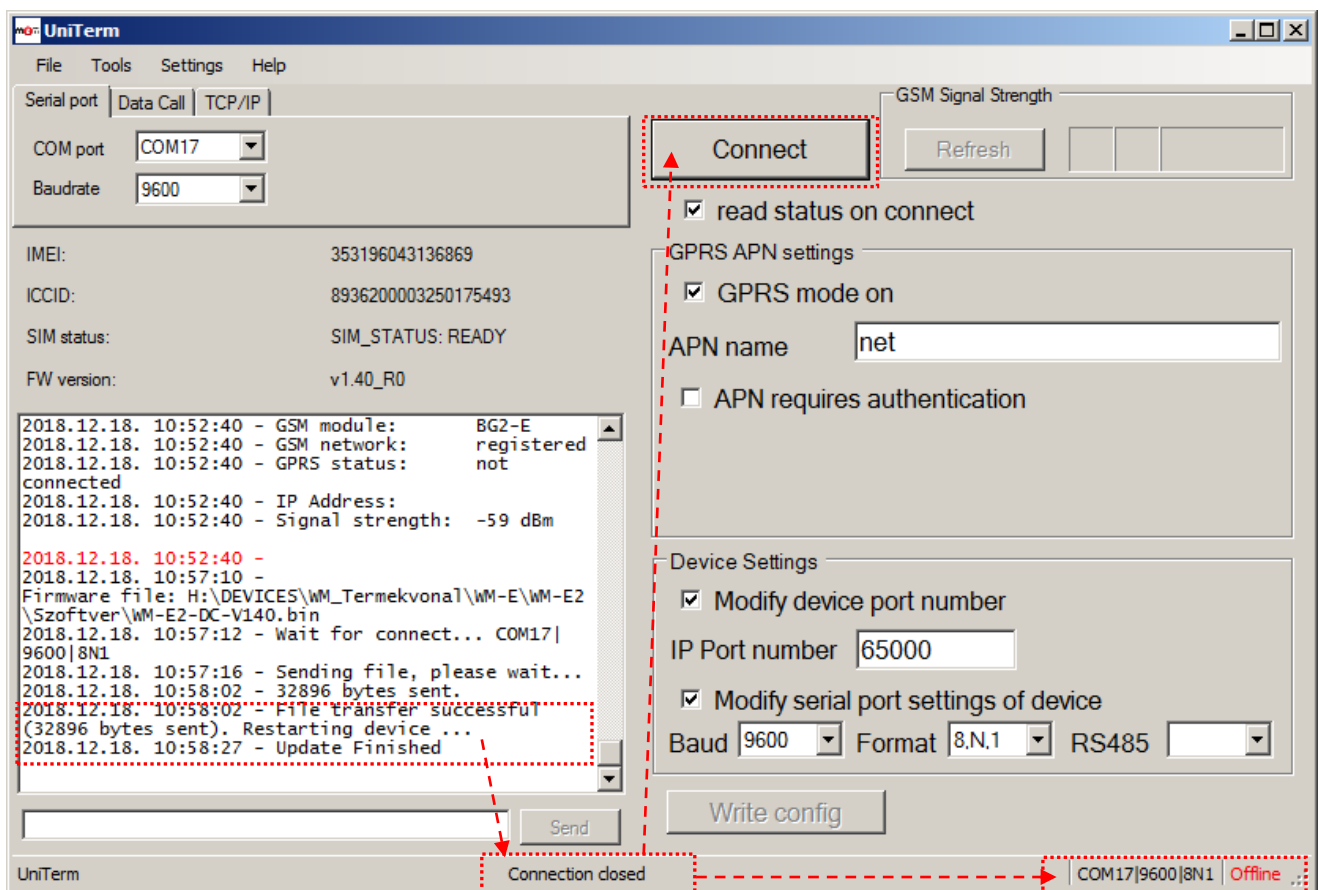 UniTerm
File Tools Settings Help
Serial port Data Call TCP/IP
COM port COM17
Baudrate 9600
Connect
GSM Signal Strength
Refresh
read status on connect
IMEI: 353196043136869
ICCID: 8936200003250175493
SIM status: SIM_STATUS: READY
FW version: v1.40_R0
GPRS APN settings
GPRS mode on
APN name net
APN requires authentication
2018.12.18. 10:52:40 - GSM module: BG2-E
2018.12.18. 10:52:40 - GSM network: registered
2018.12.18. 10:52:40 - GPRS status: not
connected
2018.12.18. 10:52:40 - IP Address:
2018.12.18. 10:52:40 - Signal strength: -59 dBm
2018.12.18. 10:52:40 -
2018.12.18. 10:57:10 -
Firmware file: H:\DEVICES\WM_Termekvonal\WM-E\WM-E2
\Szoftver\WM-E2-DC-V140.bin
2018.12.18. 10:57:12 - Wait for connect... COM17|
9600|8N1
2018.12.18. 10:57:16 - Sending file, please wait...
2018.12.18. 10:58:02 - 32896 bytes sent.
2018.12.18. 10:58:02 - File transfer successful
(32896 bytes sent). Restarting device ...
2018.12.18. 10:58:27 - Update Finished
Send
Device Settings
Modify device port number
IP Port number 65000
Modify serial port settings of device
Baud 9600 Format 8,N,1 RS485
Write config
UniTerm Connection closed COM17|9600|8N1 Offline